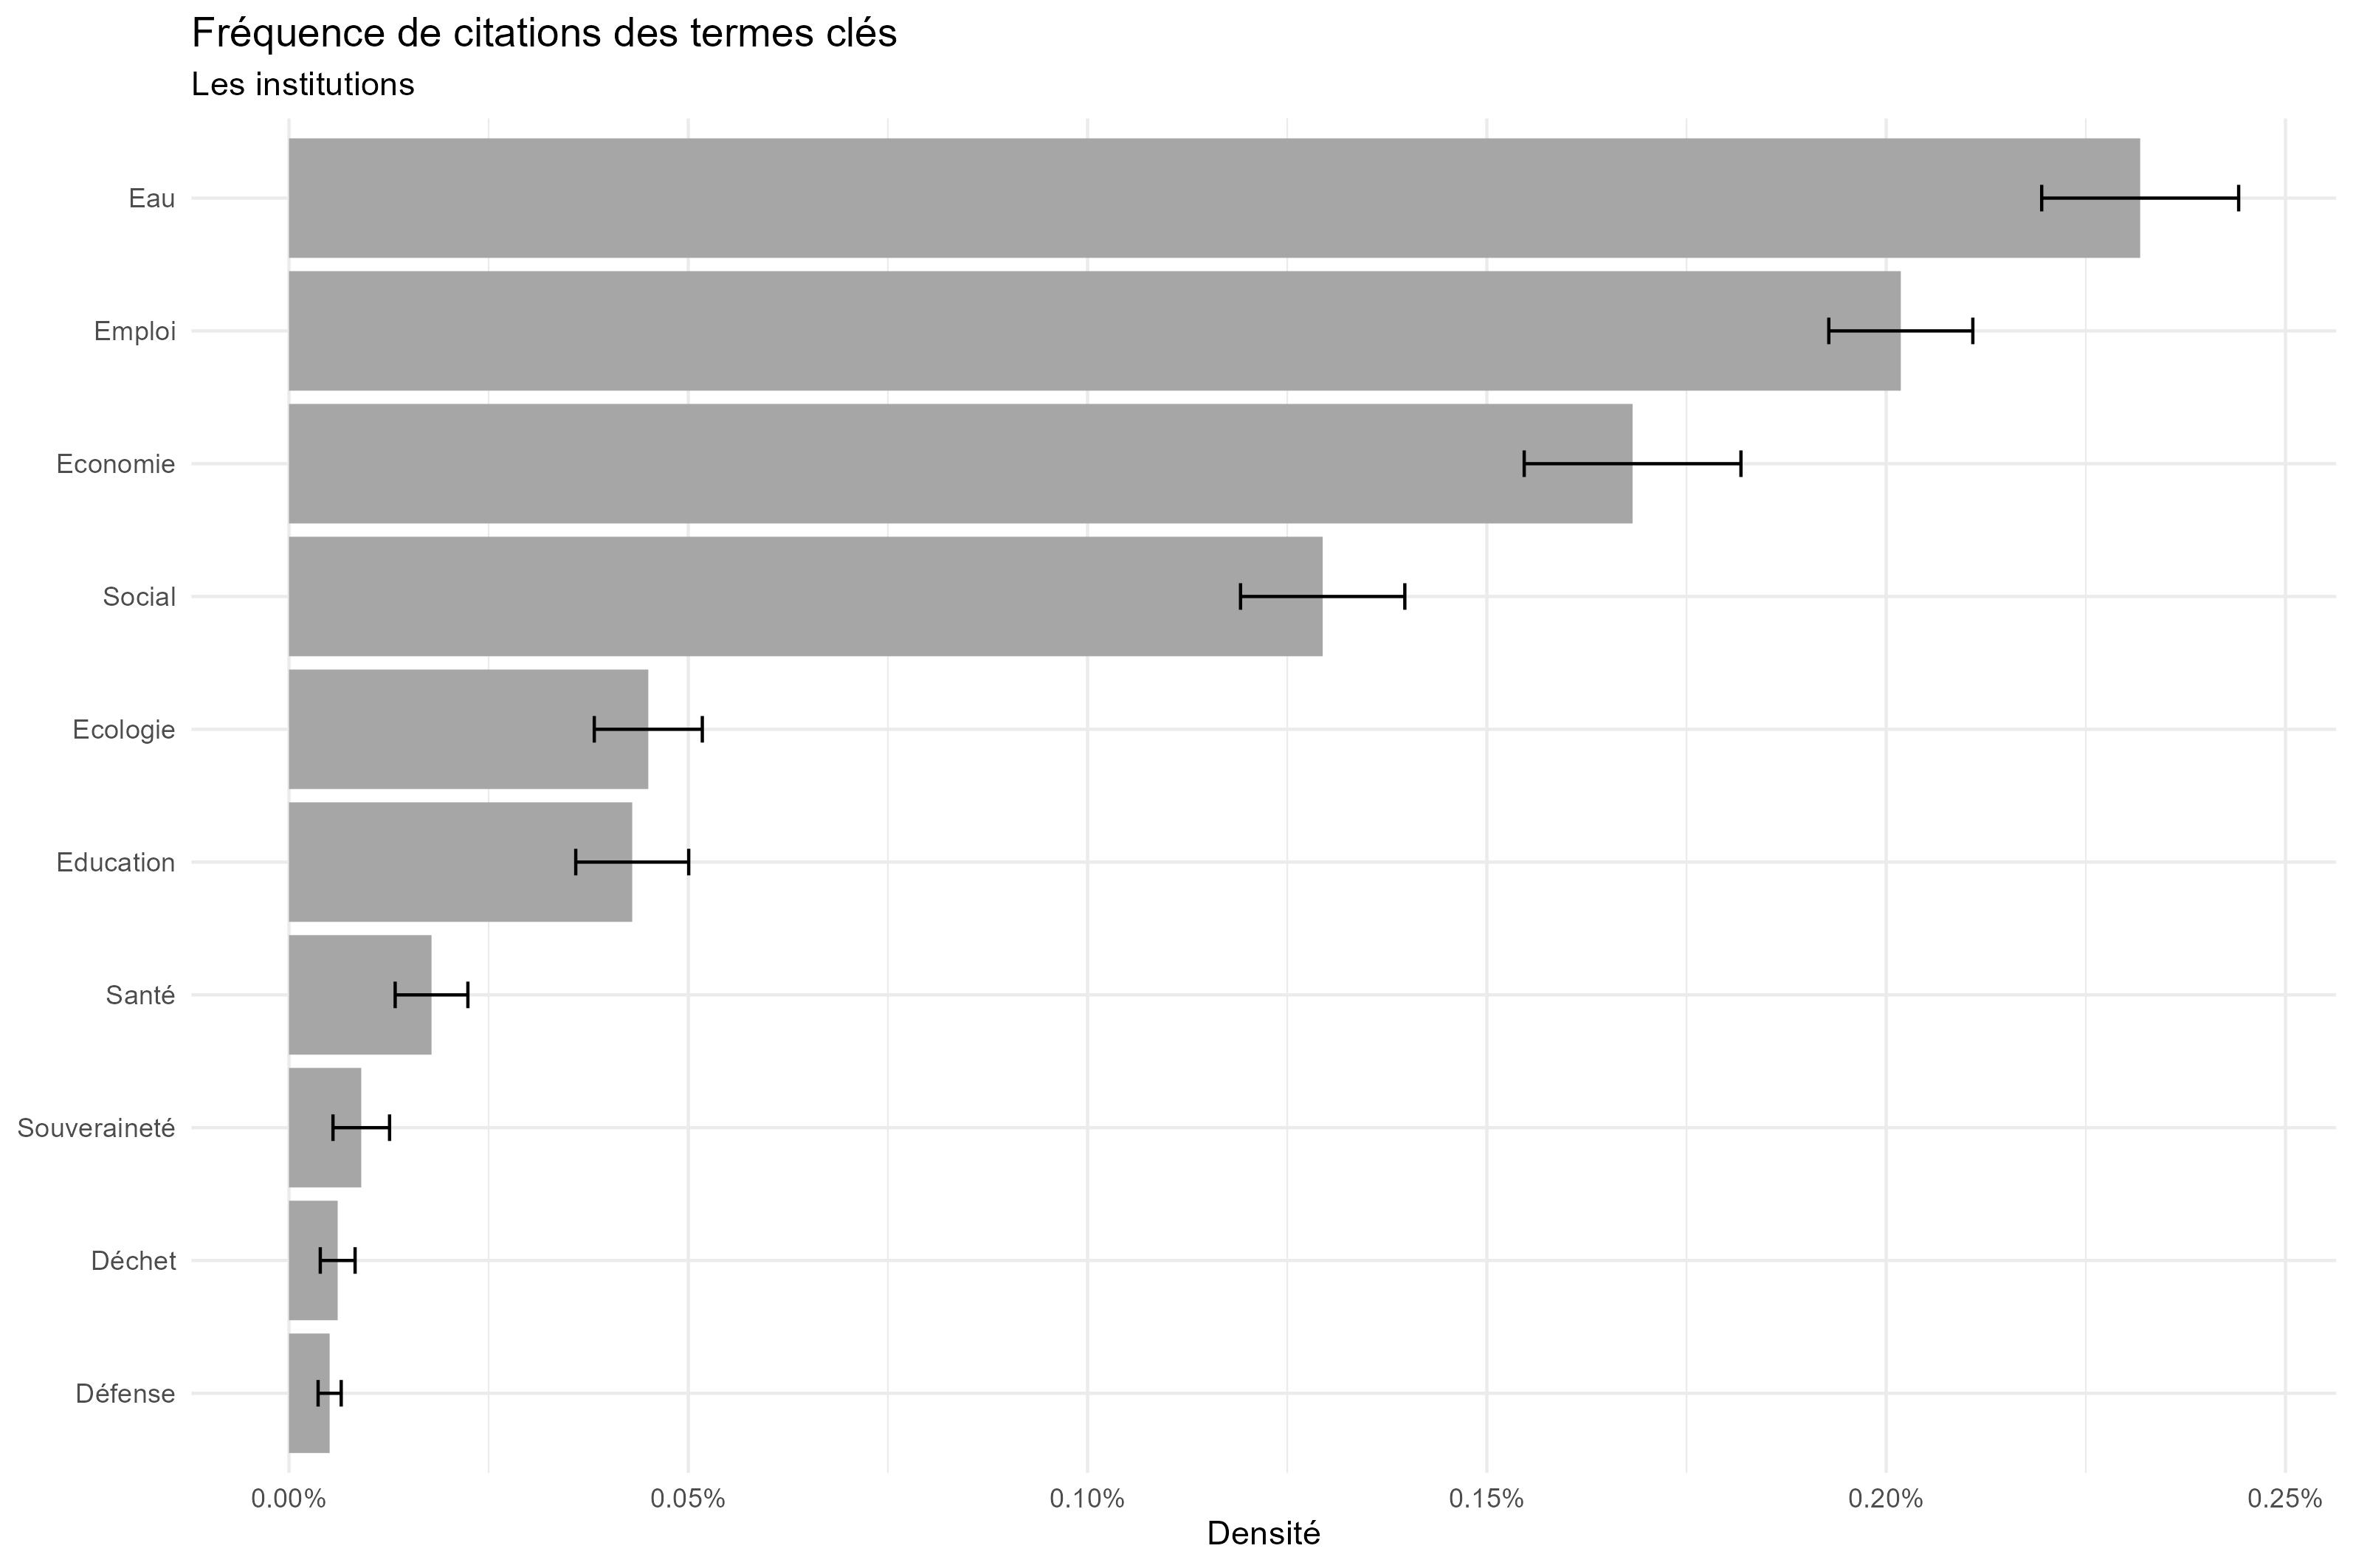 Fréquence de citations des termes clés
Les institutions
Eau
Emploi
Economie
Social
Ecologie
Education
Santé
Souveraineté
Déchet
Défense
0.00%
0.05%
0.10%
0.15%
0.20%
0.25%
Densité